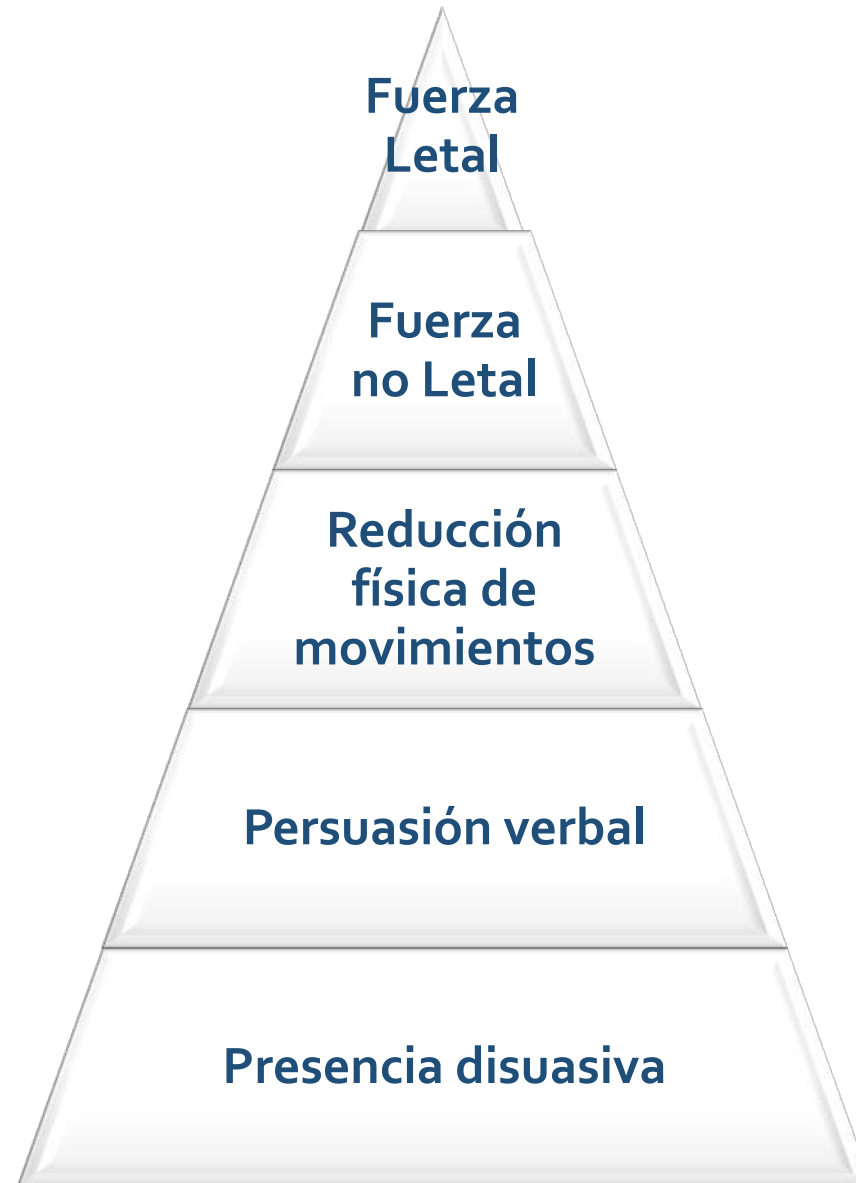 Fuerza
Letal
Fuerza
no Letal
Reducción
física de
movimientos
Persuasión verbal
Presencia disuasiva